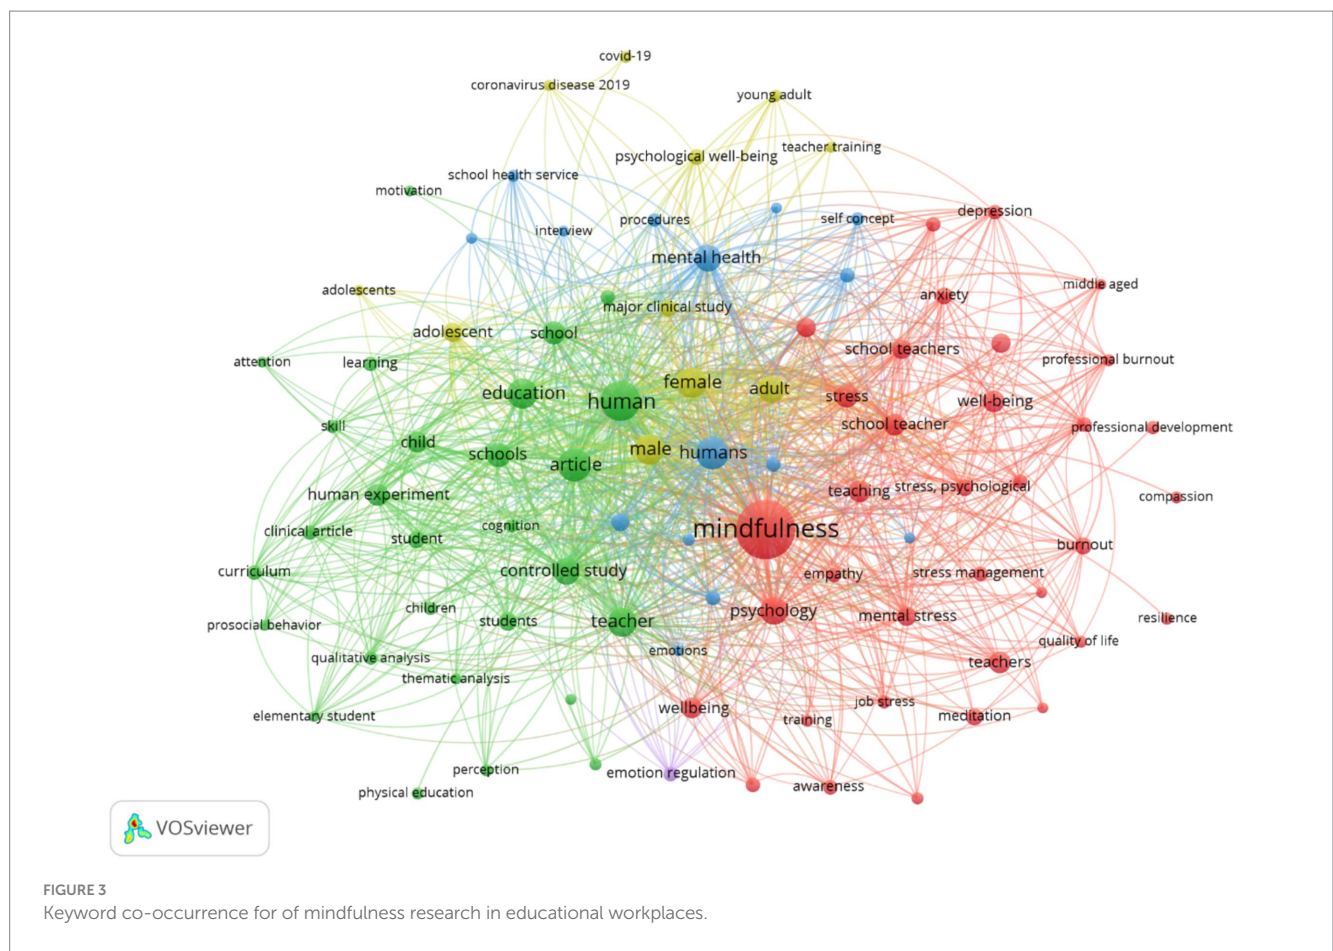 covid-19
coronavirus disease 2019
young adult
teacher training
psychological well-being
school health service
motivation
depression
procedures
self concept
interview
mental health
middle aged
adolescents
anxiety
major clinical study
adolescent
school
school teachers
attention
learning
professional burnout
female
adult
education
human
stress
well-being
skill
school teacher
professional development
child
schools
male
humans
article
human experiment
teaching
stress, psychological
compassion
clinical article
cognition
mindfulness
student
burnout
curriculum
controlled study
empathy
stress management
children
psychology
mental stress
resilience
prosocial behavior
students
teacher
quality of life
qualitative analysis
emotions
teachers
thematic analysis
job stress
wellbeing
elementary student
training
meditation
perception
emotion regulation
physical education
awareness
VOSviewer
FIGURE 3
Keyword co-occurrence for of mindfulness research in educational workplaces.